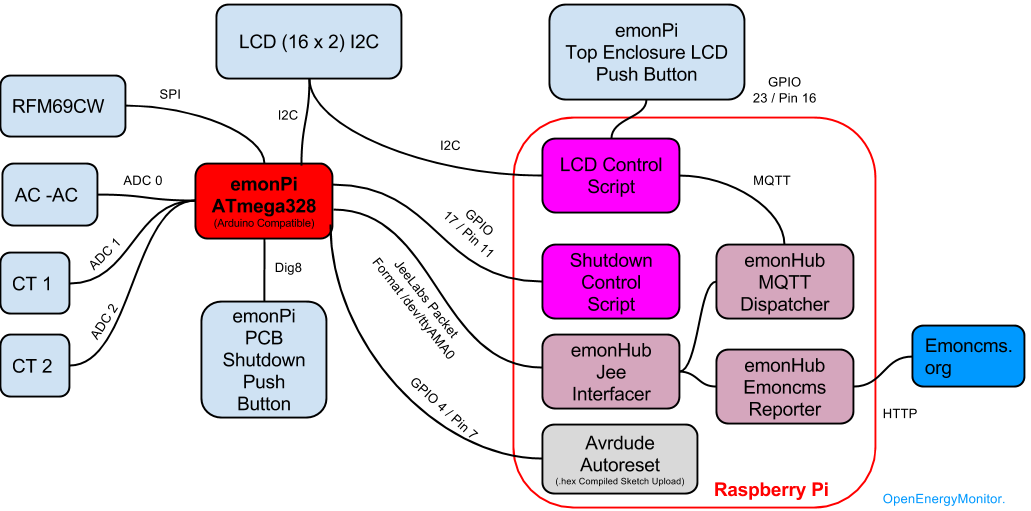 LCD (16 x 2) I2C
emonPi
Top Enclosure LCD
Push Button
RFM69CW
SPI
I2C
I2C
GPIO
23 / Pin 16
AC -AC
ADC 0
emonPi
ATmega328
(Arduino Compatible)
LCD Control
Script
MQTT
CT 1
ADC 1
Dig8
GPIO
17 / Pin 11
Shutdown
Control
Script
emonHub
MQTT
Dispatcher
CT 2
ADC 2
emonPi
PCB
Shutdown
Push
Button
JeeLabs Packet
Format /dev/ttyAMA0
emonHub
Jee
Interfacer
emonHub
Emoncms
Reporter
Emoncms.
org
HTTP
GPIO 4 / Pin 7
Avrdude
Autoreset
(.hex Compiled Sketch Upload)
Raspberry Pi
OpenEnergyMonitor.